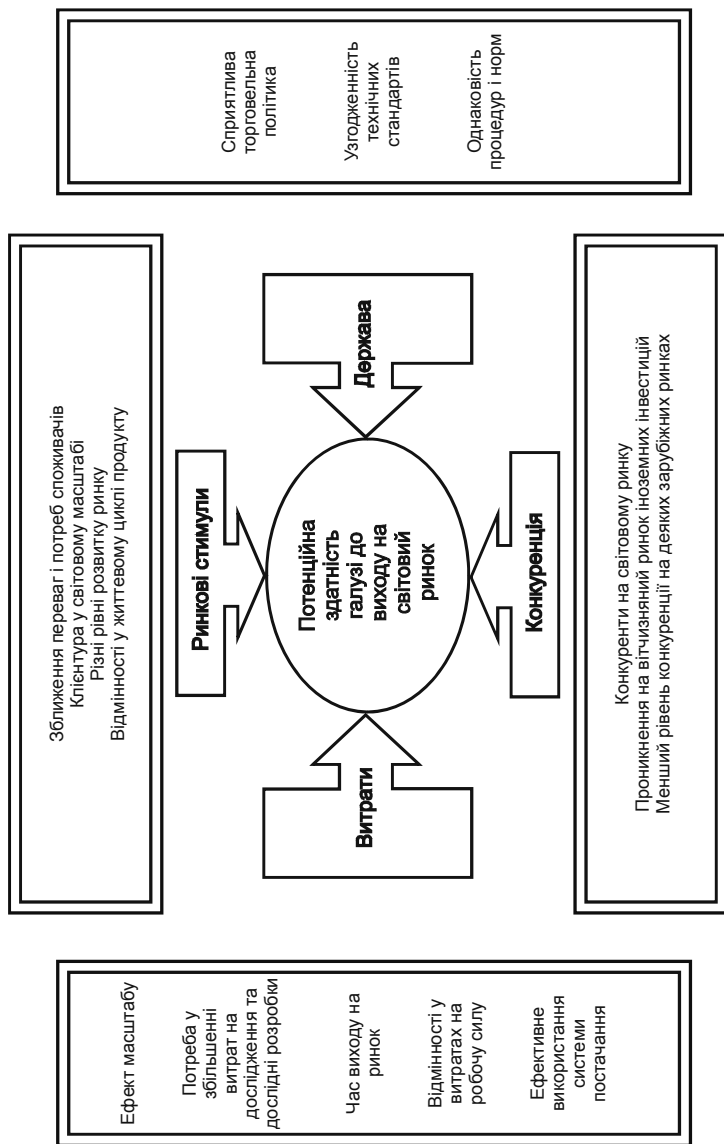 Зближення переваг і потреб споживачів
Клієнтура у світовому масштабі
Різні рівні розвитку ринку
Відмінності у життєвому циклі продукту
Ринкові стимули
Ефект масштабу
Потреба у
збільшенні
витрат на
дослідження та
дослідні розробки
Час виходу на
ринок
Відмінності у
витратах на
робочу силу
Ефективне
використання
системи
постачання
Витрати
Потенційна
здатність
галузі до
виходу на
світовий
ринок
Держава
Сприятлива
торговельна
політика
Узгодженність
технічних
стандартів
Однаковість
процедур і норм
Конкуренція
Конкуренти на світовому ринку
Проникнення на вітчизняний ринок іноземних інвестицій
Менший рівень конкуренції на деяких зарубіжних ринках